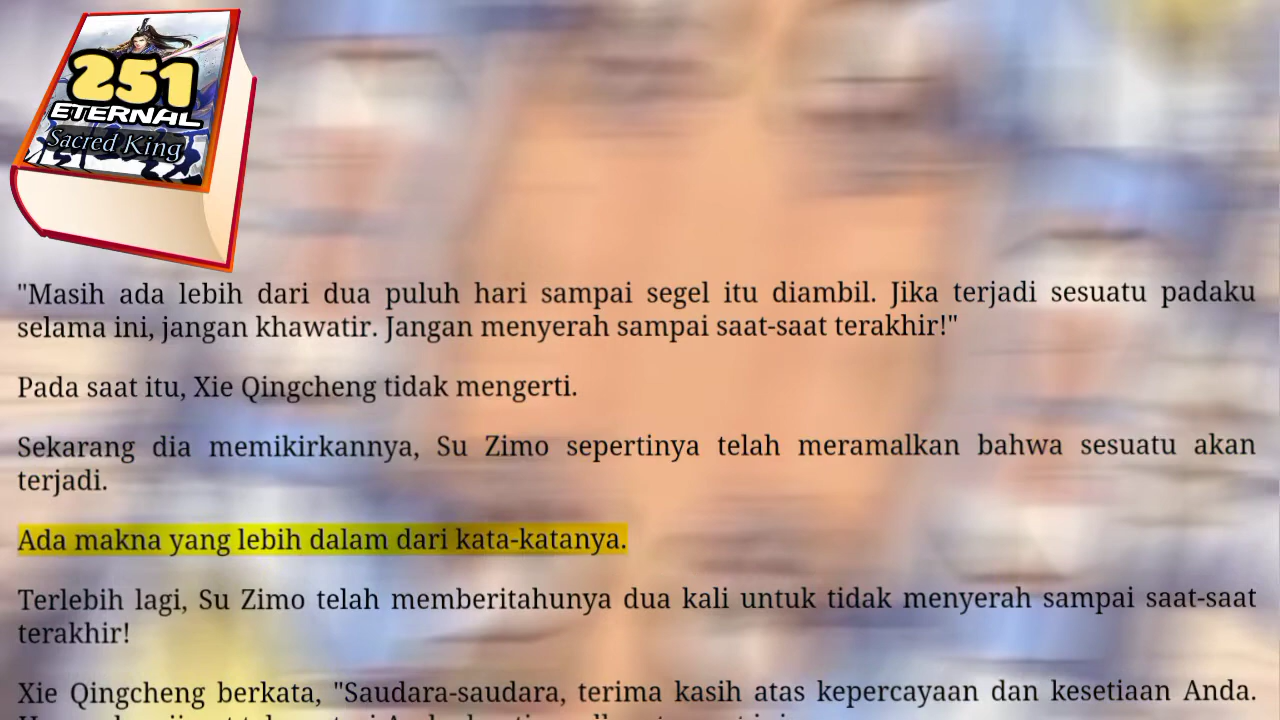 251
ETERNAL
Sacred King
"Masih ada lebih dari dua puluh hari sampai segel itu diambil. Jika terjadi sesuatu padaku
selama ini, jangan khawatir. Jangan menyerah sampai saat-saat terakhir!"
Pada saat itu, Xie Qingcheng tidak mengerti.
Sekarang dia memikirkannya, Su Zimo sepertinya telah meramalkan bahwa sesuatu akan
terjadi.
Ada makna yang lebih dalam dari kata-katanya.
Terlebih lagi, Su Zimo telah memberitahunya dua kali untuk tidak menyerah sampai saat-saat
terakhir!
Xie Qingcheng berkata, "Saudara-saudara, terima kasih atas kepercayaan dan kesetiaan Anda.